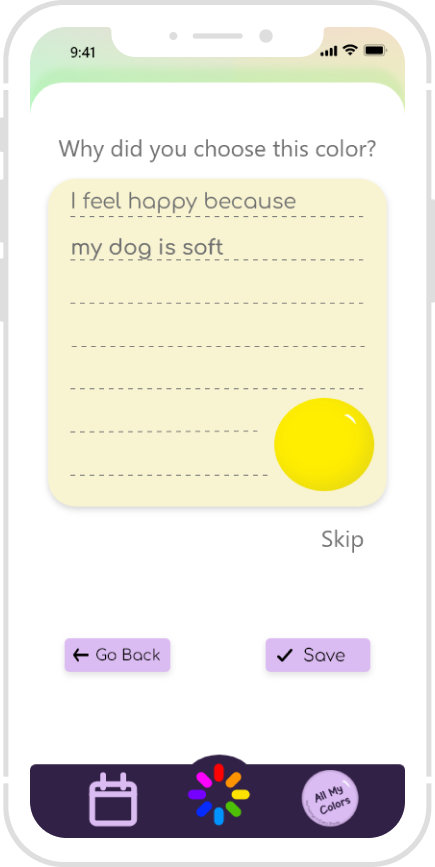 9:41
Why did you choose this color?
I feel happy because
my dog is soft
Skip
Go Back
Save
All My
Colors